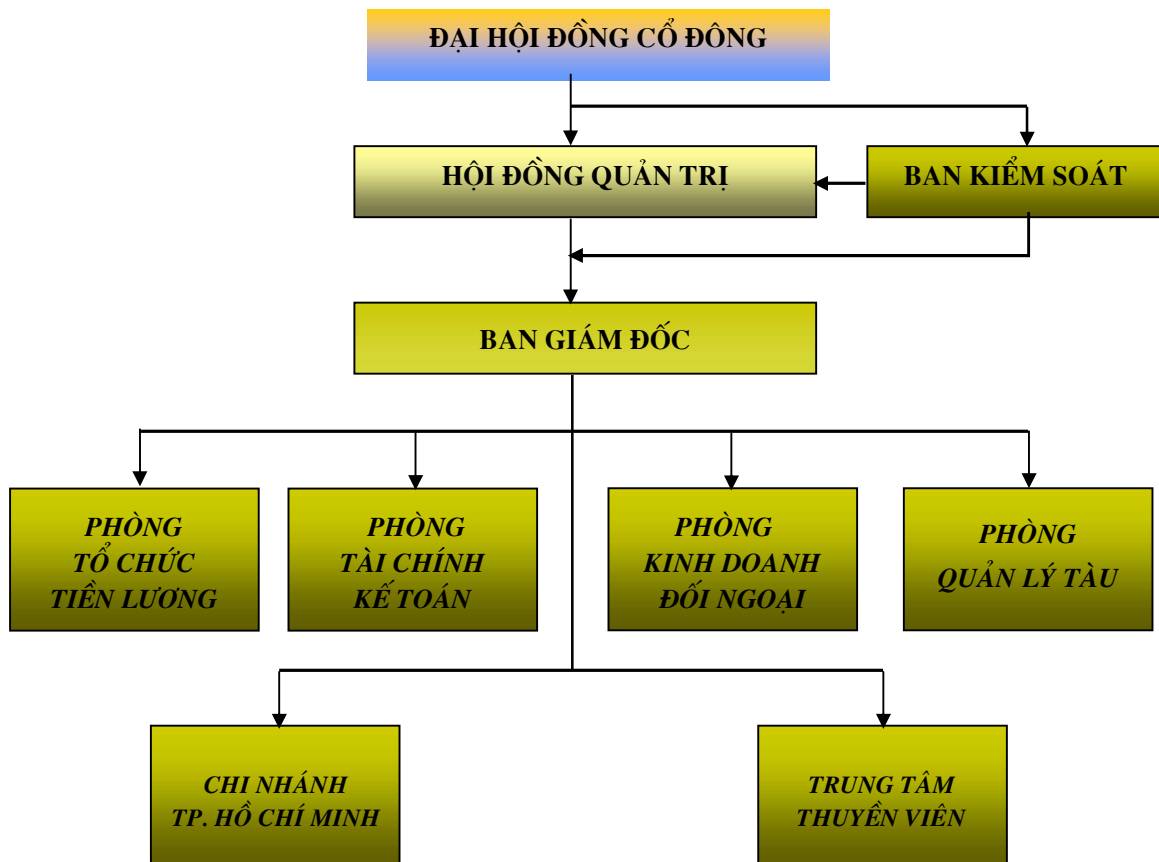 ĐẠI HỘI ĐỒNG CỔ ĐÔNG
HỘI ĐỒNG QUẢN TRỊ
BAN KIỂM SOÁT
BAN GIÁM ĐỐC
PHÒNG
TỔ CHỨC
TIỀN LƯƠNG
PHÒNG
TÀI CHÍNH
KẾ TOÁN
PHÒNG
KINH DOANH
ĐỐI NGOẠI
PHÒNG
QUẢN LÝ TÀU
CHI NHÁNH
TP. HỒ CHÍ MINH
TRUNG TÂM
THUYỀN VIÊN